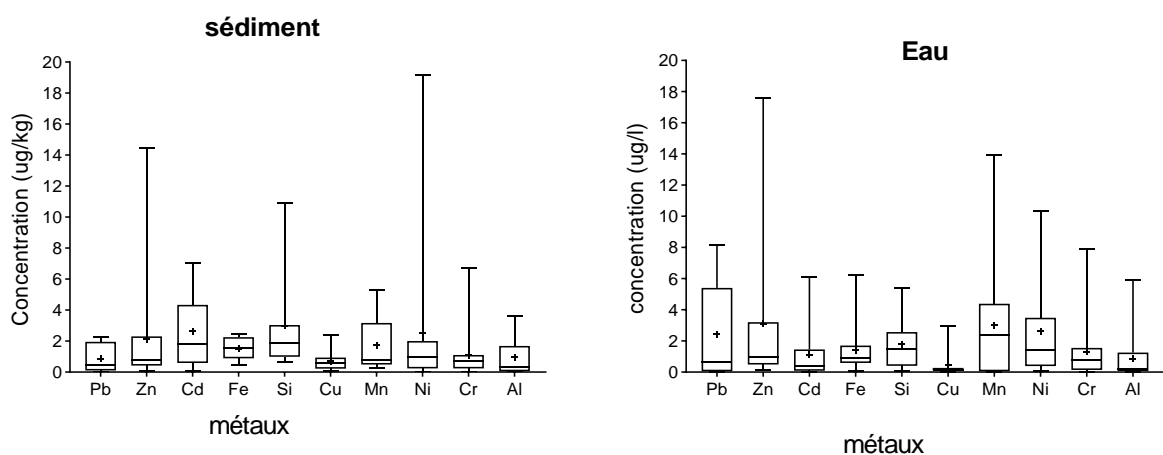 sédiment
Concentration (ug/kg)
20
18
16
14
12
10
8
6
4
2
0
Pb Zn Cd Fe Si Cu Mn Ni Cr Al
métaux
Eau
concentration (ug/l)
20
18
16
14
12
10
8
6
4
2
0
Pb Zn Cd Fe Si Cu Mn Ni Cr Al
métaux